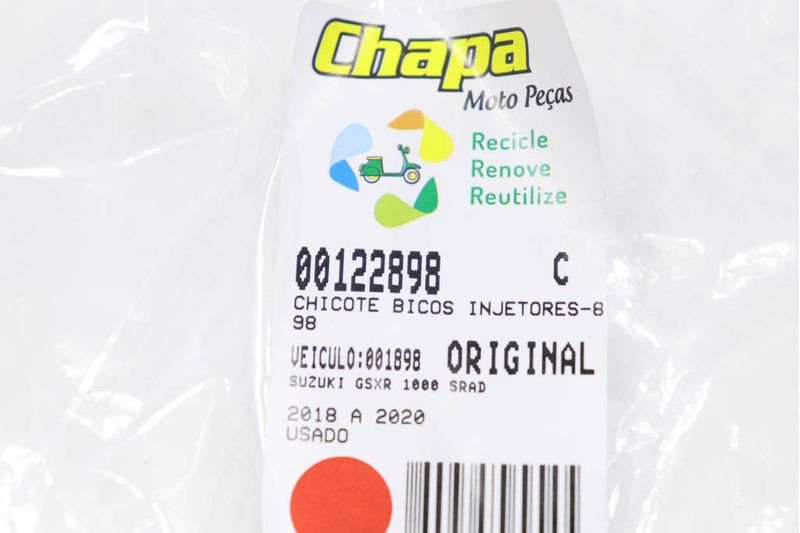 Chapa
Moto Peças
Recicle
Renove
Reutilize
00122898 C
CHICOTE BICOS INJETORES-8
98
VEICULO:001898 ORIGINAL
SUZUKI GSXR 1000 SRAD
2018 A 2020
USADO